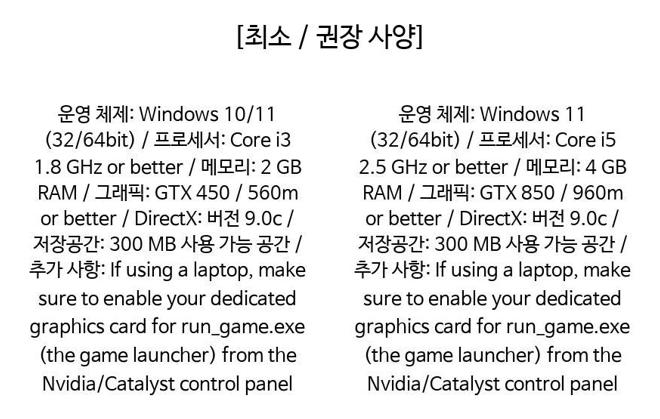 [최소 / 권장 사양]
운영 체제: Windows 10/11
(32/64bit) / 프로세서: Core i3
1.8 GHz or better / 메모리: 2 GB
RAM / 그래픽: GTX 450 / 560m
or better / DirectX: 버전 9.0c /
저장공간: 300 MB 사용 가능 공간 /
추가 사항: If using a laptop, make
sure to enable your dedicated
graphics card for run_game.exe
(the game launcher) from the
Nvidia/Catalyst control panel
운영 체제: Windows 11
(32/64bit) / 프로세서: Core i5
2.5 GHz or better / 메모리: 4 GB
RAM / 그래픽: GTX 850 / 960m
or better / DirectX: 버전 9.0c /
저장공간: 300 MB 사용 가능 공간 /
추가 사항: If using a laptop, make
sure to enable your dedicated
graphics card for run_game.exe
(the game launcher) from the
Nvidia/Catalyst control panel